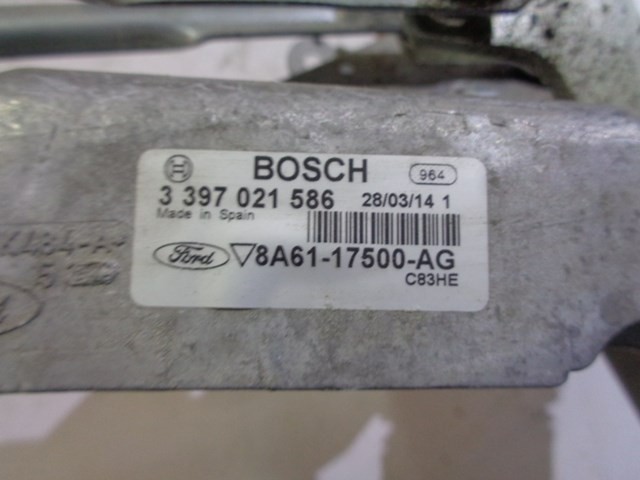 BOSCH 964
3 397 021 586 28/03/14 1
Made in Spain
Ford ▽8A61-17500-AG
C83HE